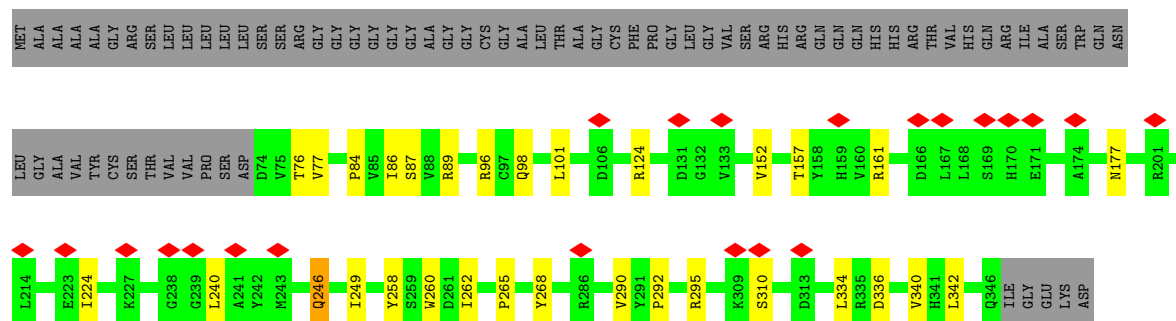 MET ALA ALA ALA ALA GLY ARG SER LEU LEU LEU LEU LEU SER SER ARG GLY GLY GLY GLY GLY GLY ALA GLY GLY CYS GLY ALA LEU THR ALA GLY CYS PHE PRO GLY LEU GLY VAL SER ARG HIS ARG GLN GLN GLN HIS HIS ARG THR VAL HIS GLN ARG ILE ALA SER TRP GLN ASN
LEU GLY ALA VAL TYR CYS SER THR VAL VAL PRO SER ASP D74 V75 T76 V77 P84 V85 I86 S87 V88 R89 R96 C97 Q98 L101 D106 R124 D131 G132 V133 V152 T157 Y158 H159 V160 R161 D166 L167 L168 S169 H170 E171 A174 N177 R201
L214 E223 I224 K227 G238 G239 L240 A241 Y242 M243 Q246 I249 Y258 S259 W260 D261 I262 P265 Y268 R286 V290 Y291 P292 R295 K309 S310 D313 L334 R335 D336 V340 H341 L342 Q346 ILE GLY GLU LYS ASP